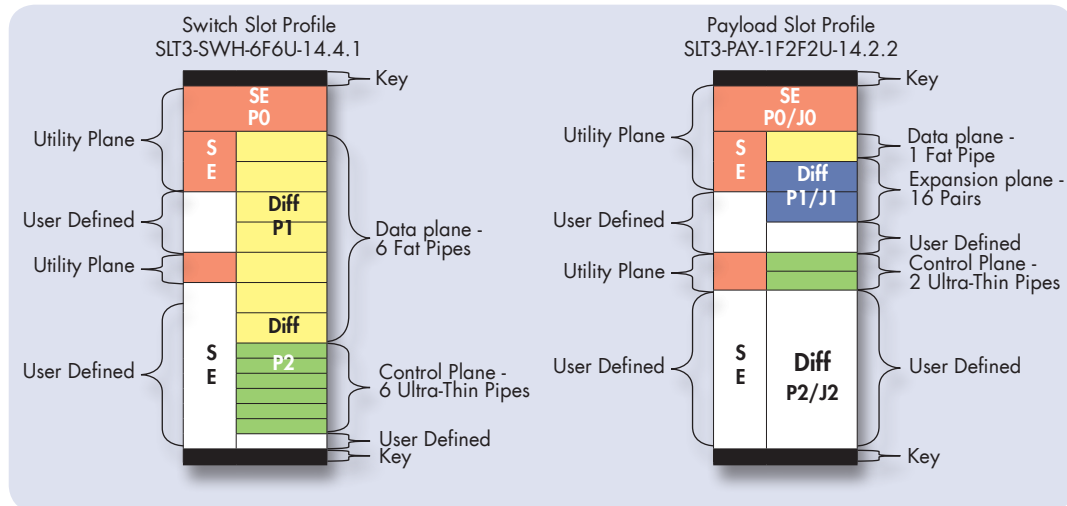 Switch Slot Profile
SLT3-SWH-6F6U-14.4.1
Key
SE
P0
Utility Plane
S
E
User Defined
Diff
P1
Data plane -
6 Fat Pipes
Utility Plane
Diff
P2
S
E
User Defined
Control Plane -
6 Ultra-Thin Pipes
User Defined
Key
Payload Slot Profile
SLT3-PAY-1F2F2U-14.2.2
Key
SE
P0/J0
Utility Plane
S
E
Data plane -
1 Fat Pipe
Diff
P1/J1
Expansion plane -
16 Pairs
User Defined
User Defined
Utility Plane
Control Plane -
2 Ultra-Thin Pipes
User Defined
S
E
Diff
P2/J2
User Defined
Key